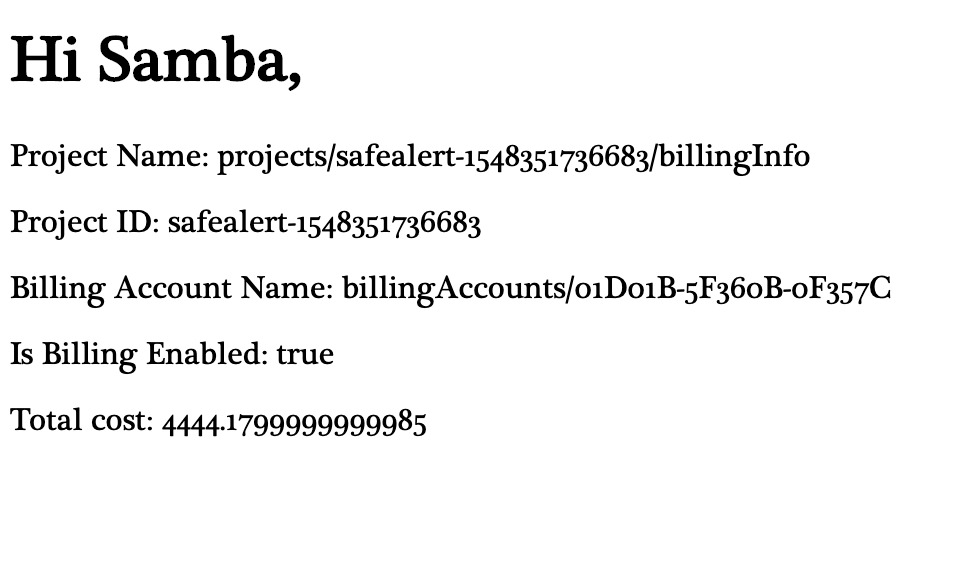 Hi Samba,
Project Name: projects/safealert-1548351736683/billingInfo
Project ID: safealert-1548351736683
Billing Account Name: billingAccounts/01D01B-5F360B-0F357C
Is Billing Enabled: true
Total cost: 4444.1799999999985